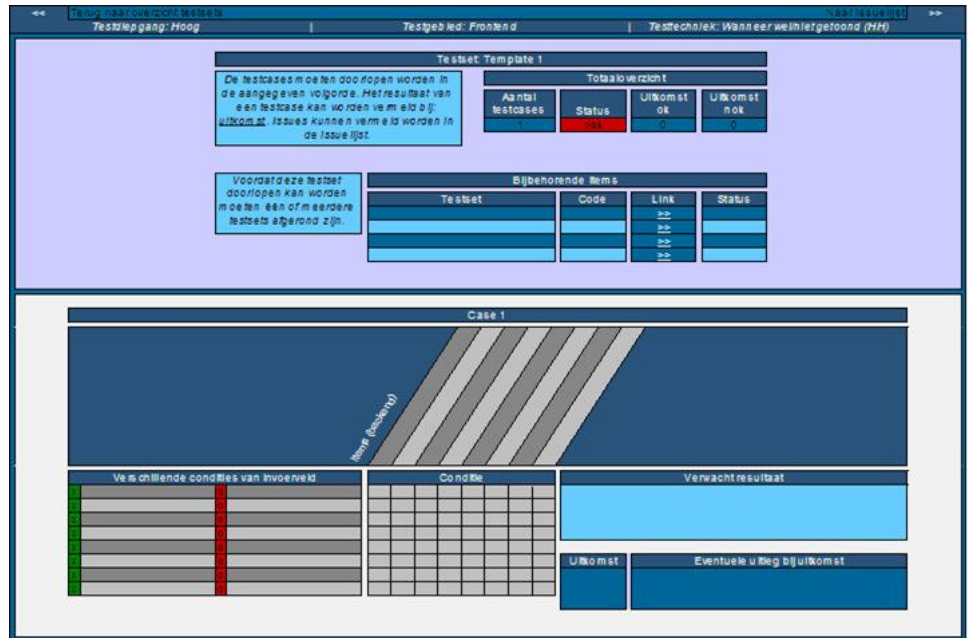 << Terug naar overzicht testsets Naar issuelijst >>
Testdiepgang: Hoog | Testgebied: Frontend | Testtechniek: Wanneer wel/niet getoond (HH)
Testset: Template 1
De testcases moeten doorlopen worden in
de aangegeven volgorde. Het resultaat van
een testcase kan worden vermeld bij:
uitkomst. Issues kunnen vermeld worden in
de Issue lijst.
Totaaloverzicht
Aantal testcases Status Uitkomst ok Uitkomst nok
1 0 0
Voordat deze testset
doorlopen kan worden
moeten één of meerdere
testsets afgerond zijn.
Bijbehorende items
Testset Code Link Status
>>
>>
>>
>>
Case 1
Items (backend)
Verschillende condities van invoerveld Conditie Verwacht resultaat
Uitkomst Eventuele uitleg bij uitkomst